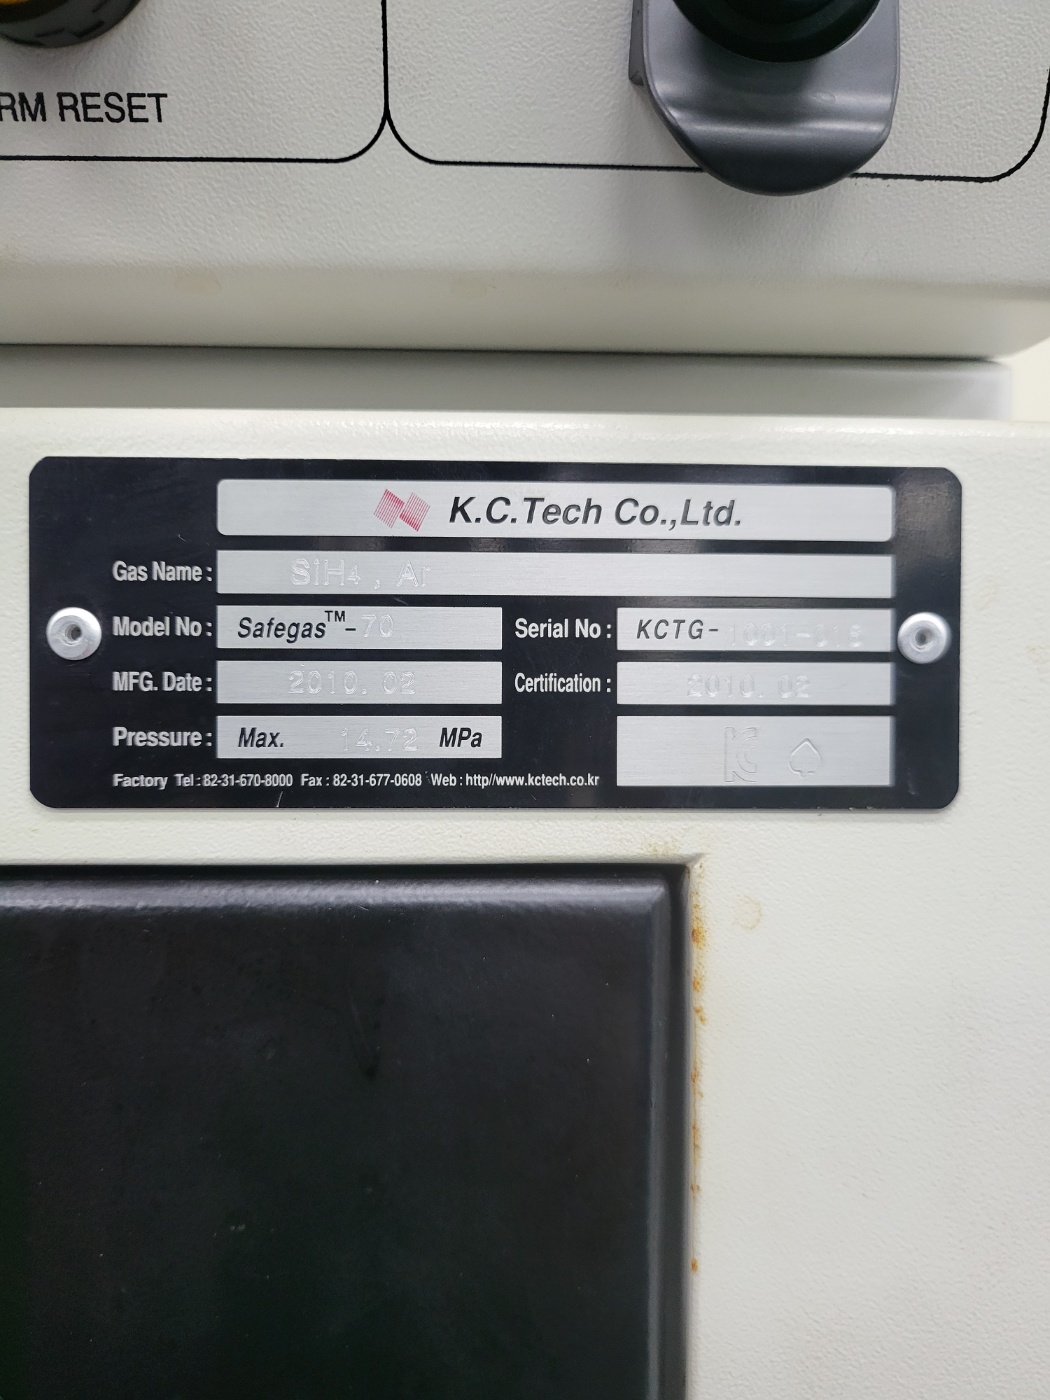 RM RESET
K.C.Tech Co.,Ltd.
Gas Name : SiH4 , Ar
Model No : Safegas™-70 Serial No : KCTG-1001-018
MFG. Date : 2010. 02 Certification : 2010. 02
Pressure : Max. 14.72 MPa
Factory Tel : 82-31-670-8000 Fax : 82-31-677-0608 Web : http//www.kctech.co.kr